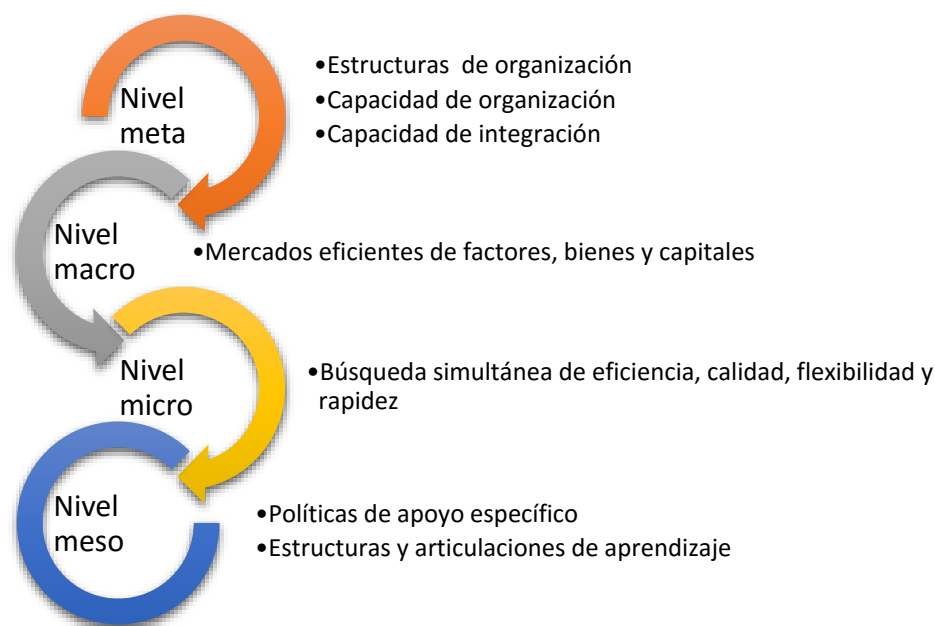 Nivel
meta
•Estructuras de organización
•Capacidad de organización
•Capacidad de integración
Nivel
macro
•Mercados eficientes de factores, bienes y capitales
Nivel
micro
•Búsqueda simultánea de eficiencia, calidad, flexibilidad y
rapidez
Nivel
meso
•Políticas de apoyo específico
•Estructuras y articulaciones de aprendizaje